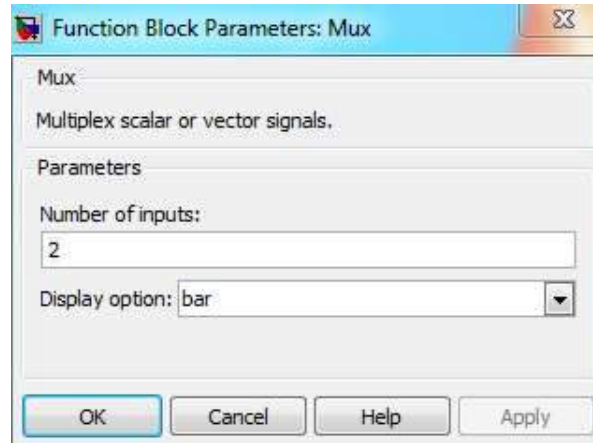 Function Block Parameters: Mux
Mux
Multiplex scalar or vector signals.
Parameters
Number of inputs:
2
Display option: bar
OK Cancel Help Apply